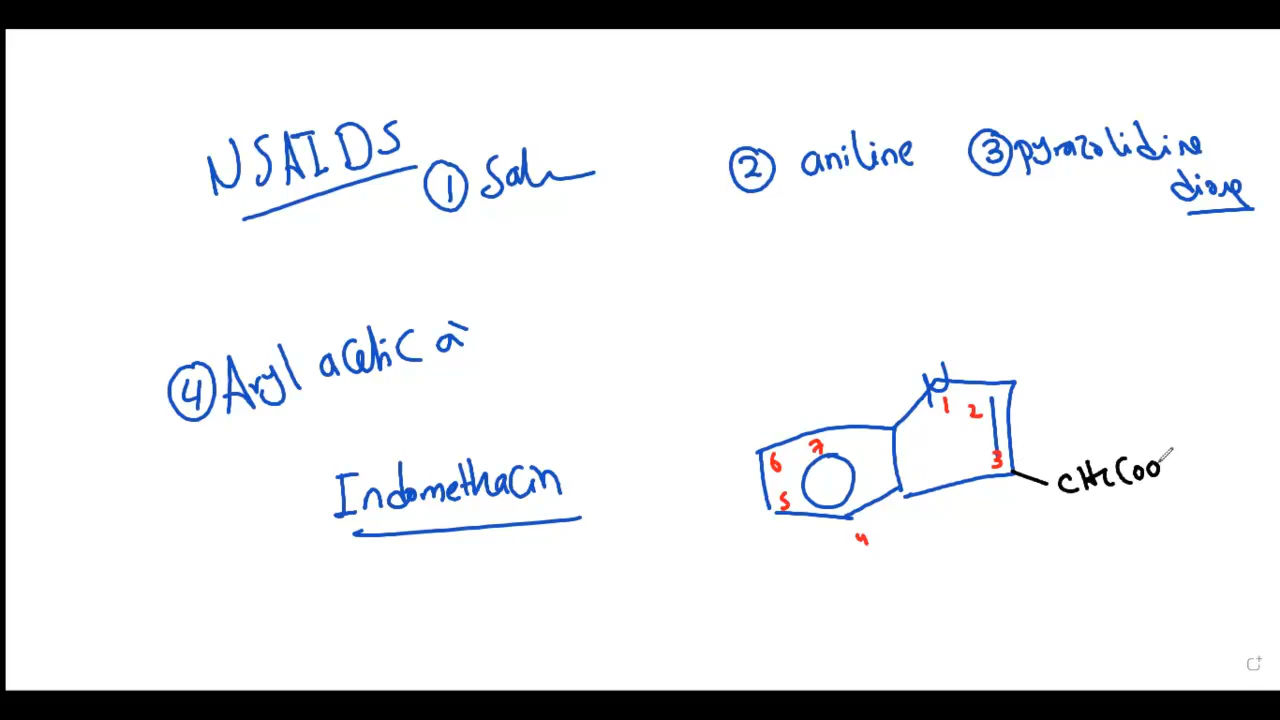 NSAIDS
① Sal
② aniline
③ pyrazolidine
dione
④ Aryl acetic a
Indomethacin
N
1 2
3
7
6
5
4
CH2COO